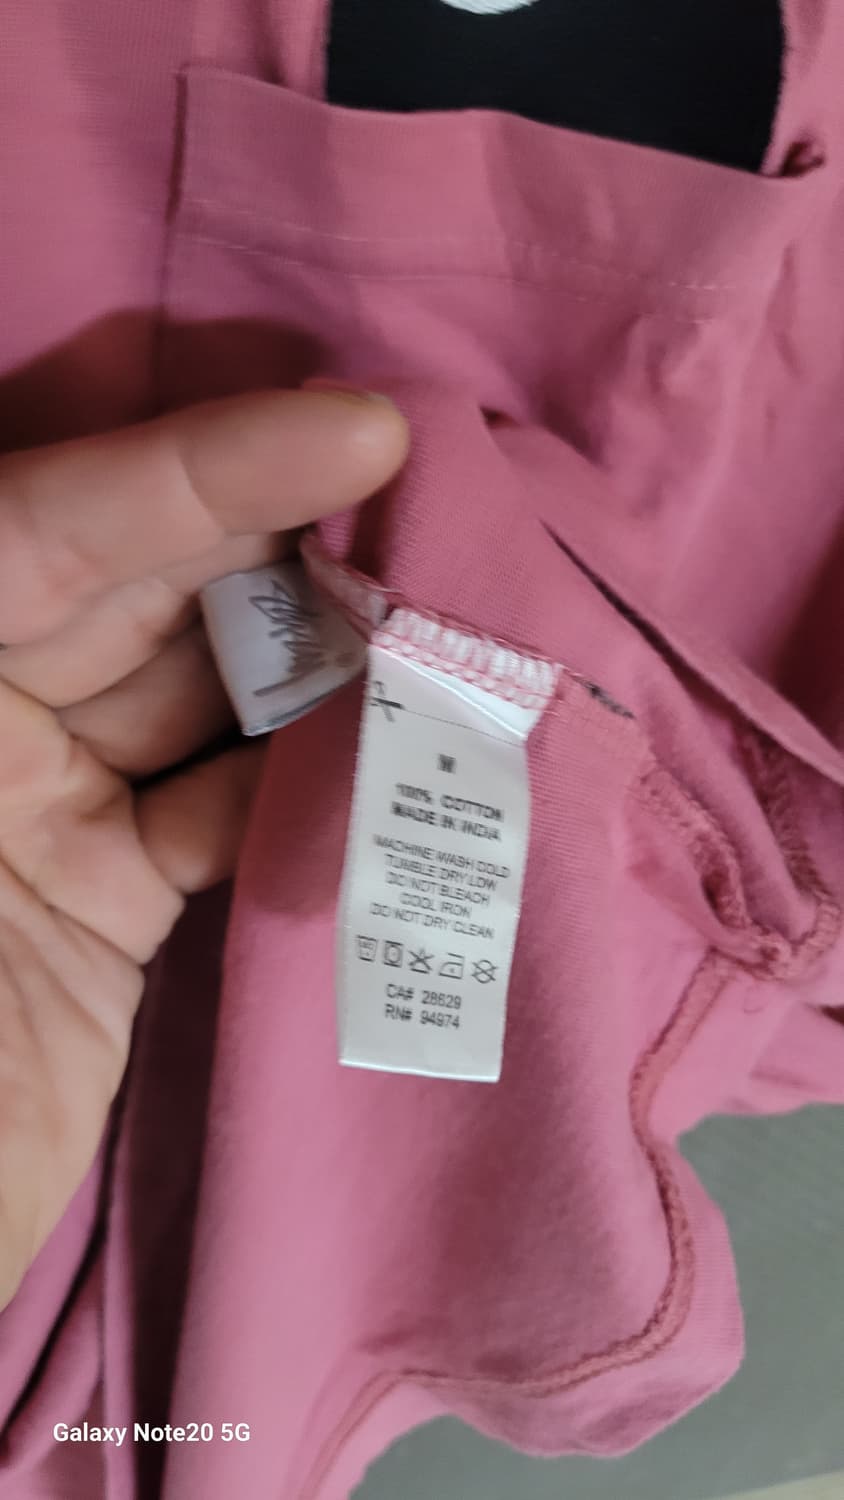 Stüssy
M
100% COTTON
MADE IN INDIA
MACHINE WASH COLD
TUMBLE DRY LOW
DO NOT BLEACH
COOL IRON
DO NOT DRY CLEAN
CA# 28629
RN# 94974
Galaxy Note20 5G